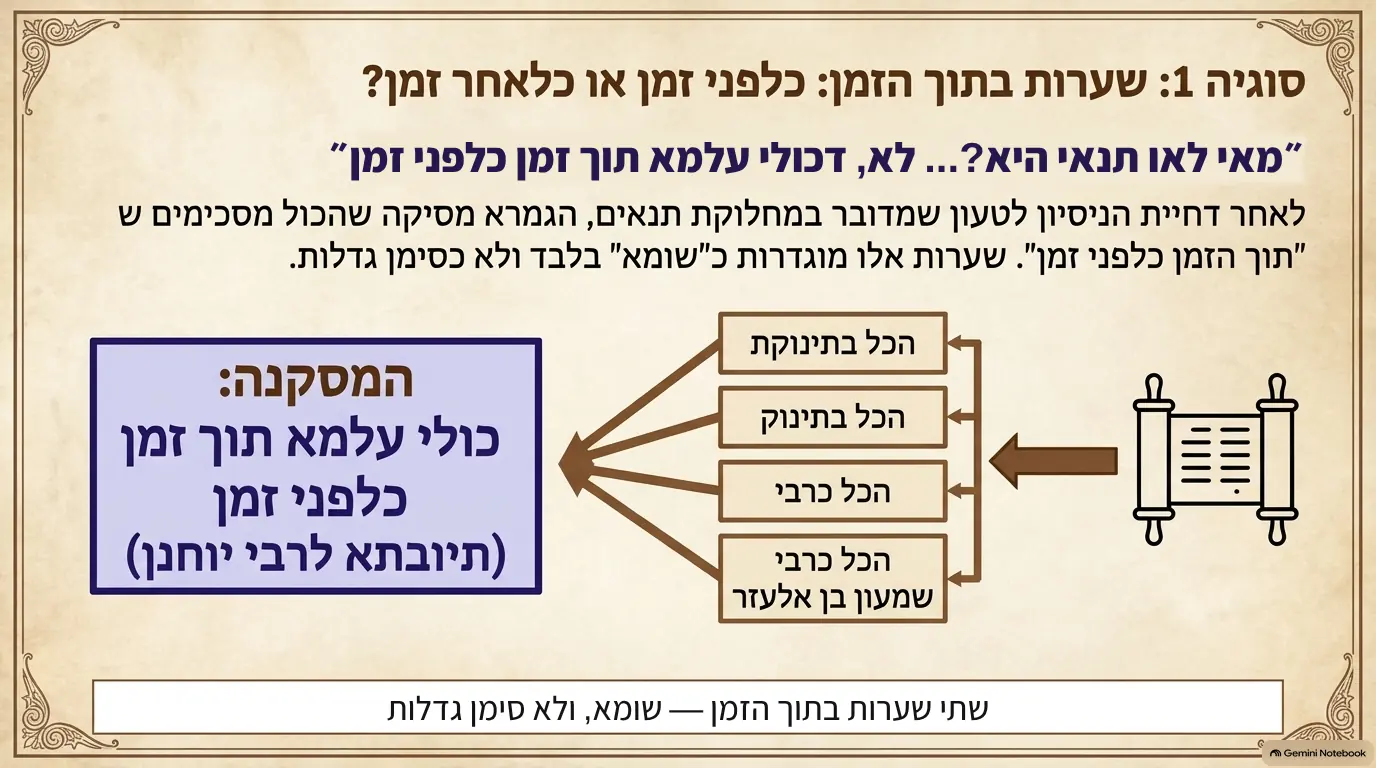 סוגיה 1: שערות בתוך הזמן: כלפני זמן או כלאחר זמן?
״מאי לאו תנאי היא?... לא, דכולי עלמא תוך זמן כלפני זמן״
לאחר דחיית הניסיון לטעון שמדובר במחלוקת תנאים, הגמרא מסיקה שהכול מסכימים ש
"תוך הזמן כלפני זמן". שערות אלו מוגדרות כ"שומא" בלבד ולא כסימן גדלות.
הכל בתינוקת
הכל בתינוק
הכל כרבי
הכל כרבי
שמעון בן אלעזר
המסקנה:
כולי עלמא תוך זמן
כלפני זמן
(תיובתא לרבי יוחנן)
שתי שערות בתוך הזמן — שומא, ולא סימן גדלות
Gemini Notebook